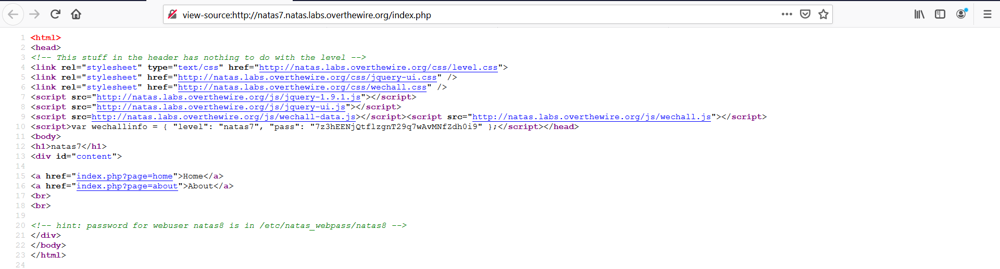 view-source:http://natas7.natas.labs.overthewire.org/index.php
1 <html>
2 <head>
3 <!-- This stuff in the header has nothing to do with the level -->
4 <link rel="stylesheet" type="text/css" href="http://natas.labs.overthewire.org/css/level.css">
5 <link rel="stylesheet" href="http://natas.labs.overthewire.org/css/jquery-ui.css" />
6 <link rel="stylesheet" href="http://natas.labs.overthewire.org/css/wechall.css" />
7 <script src="http://natas.labs.overthewire.org/js/jquery-1.9.1.js"></script>
8 <script src="http://natas.labs.overthewire.org/js/jquery-ui.js"></script>
9 <script src=http://natas.labs.overthewire.org/js/wechall-data.js></script><script src="http://natas.labs.overthewire.org/js/wechall.js"></script>
10 <script>var wechallinfo = { "level": "natas7", "pass": "7z3hEENjQtflzgnT29q7wAvMNfZdh0i9" };</script></head>
11 <body>
12 <h1>natas7</h1>
13 <div id="content">
14
15 <a href="index.php?page=home">Home</a>
16 <a href="index.php?page=about">About</a>
17 <br>
18 <br>
19
20 <!-- hint: password for webuser natas8 is in /etc/natas_webpass/natas8 -->
21 </div>
22 </body>
23 </html>
24